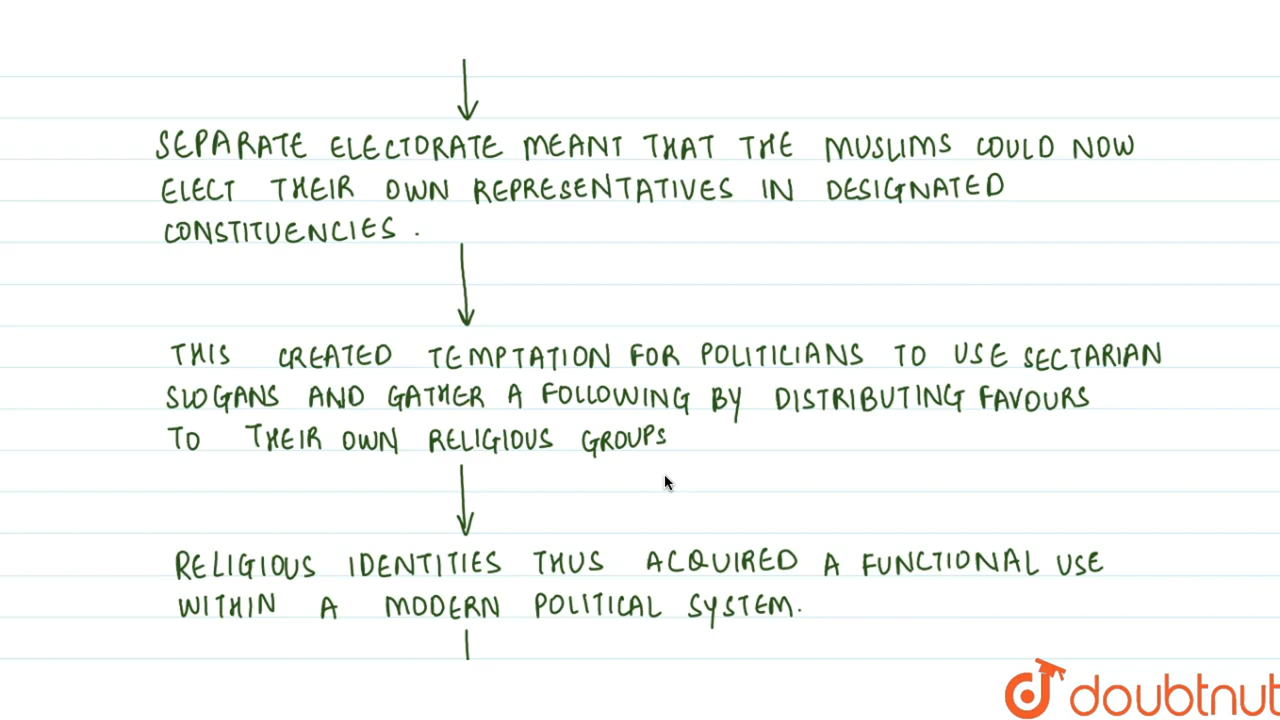 SEPARATE ELECTORATE MEANT THAT THE MUSLIMS COULD NOW
ELECT THEIR OWN REPRESENTATIVES IN DESIGNATED
CONSTITUENCIES .
THIS CREATED TEMPTATION FOR POLITICIANS TO USE SECTARIAN
SLOGANS AND GATHER A FOLLOWING BY DISTRIBUTING FAVOURS
TO THEIR OWN RELIGIOUS GROUPS
RELIGIOUS IDENTITIES THUS ACQUIRED A FUNCTIONAL USE
WITHIN A MODERN POLITICAL SYSTEM.
doubtnut